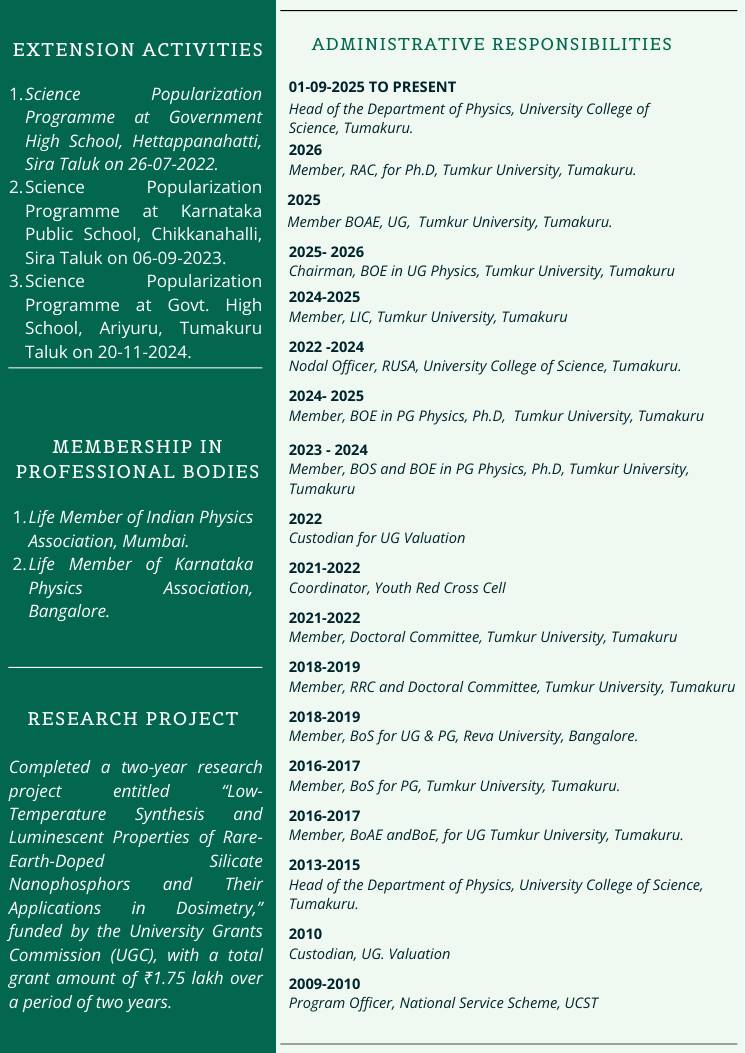 EXTENSION ACTIVITIES
1. Science Popularization
Programme at Government
High School, Hettappanahatti,
Sira Taluk on 26-07-2022.
2. Science Popularization
Programme at Karnataka
Public School, Chikkanahalli,
Sira Taluk on 06-09-2023.
3. Science Popularization
Programme at Govt. High
School, Ariyuru, Tumakuru
Taluk on 20-11-2024.
MEMBERSHIP IN
PROFESSIONAL BODIES
1. Life Member of Indian Physics
Association, Mumbai.
2. Life Member of Karnataka
Physics Association,
Bangalore.
RESEARCH PROJECT
Completed a two-year research
project entitled “Low-
Temperature Synthesis and
Luminescent Properties of Rare-
Earth-Doped Silicate
Nanophosphors and Their
Applications in Dosimetry,”
funded by the University Grants
Commission (UGC), with a total
grant amount of ₹1.75 lakh over
a period of two years.
ADMINISTRATIVE RESPONSIBILITIES
01-09-2025 TO PRESENT
Head of the Department of Physics, University College of
Science, Tumakuru.
2026
Member, RAC, for Ph.D, Tumkur University, Tumakuru.
2025
Member BOAE, UG, Tumkur University, Tumakuru.
2025- 2026
Chairman, BOE in UG Physics, Tumkur University, Tumakuru
2024-2025
Member, LIC, Tumkur University, Tumakuru
2022 -2024
Nodal Officer, RUSA, University College of Science, Tumakuru.
2024- 2025
Member, BOE in PG Physics, Ph.D, Tumkur University, Tumakuru
2023 - 2024
Member, BOS and BOE in PG Physics, Ph.D, Tumkur University,
Tumakuru
2022
Custodian for UG Valuation
2021-2022
Coordinator, Youth Red Cross Cell
2021-2022
Member, Doctoral Committee, Tumkur University, Tumakuru
2018-2019
Member, RRC and Doctoral Committee, Tumkur University, Tumakuru
2018-2019
Member, BoS for UG & PG, Reva University, Bangalore.
2016-2017
Member, BoS for PG, Tumkur University, Tumakuru.
2016-2017
Member, BoAE andBoE, for UG Tumkur University, Tumakuru.
2013-2015
Head of the Department of Physics, University College of Science,
Tumakuru.
2010
Custodian, UG. Valuation
2009-2010
Program Officer, National Service Scheme, UCST